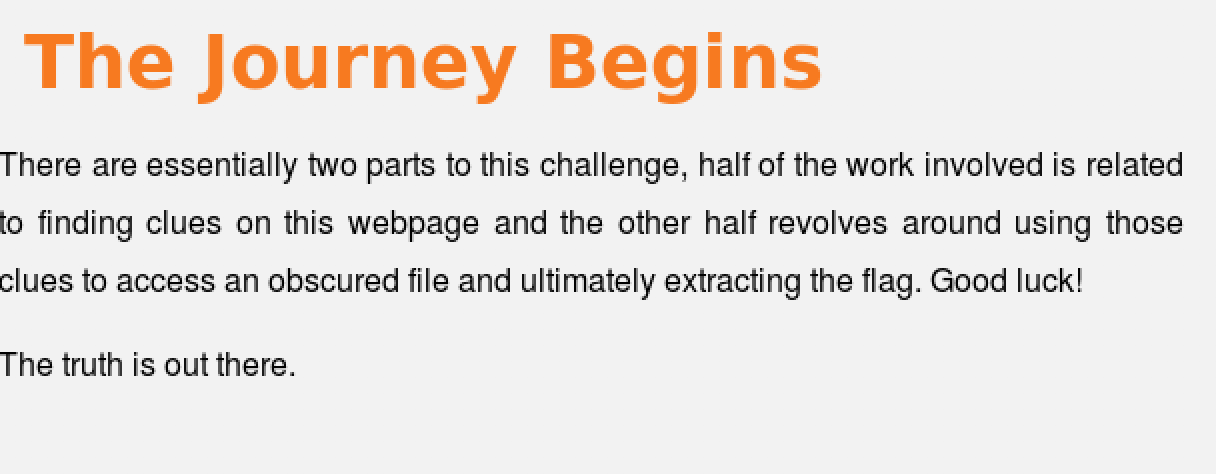 The Journey Begins
There are essentially two parts to this challenge, half of the work involved is related
to finding clues on this webpage and the other half revolves around using those
clues to access an obscured file and ultimately extracting the flag. Good luck!
The truth is out there.